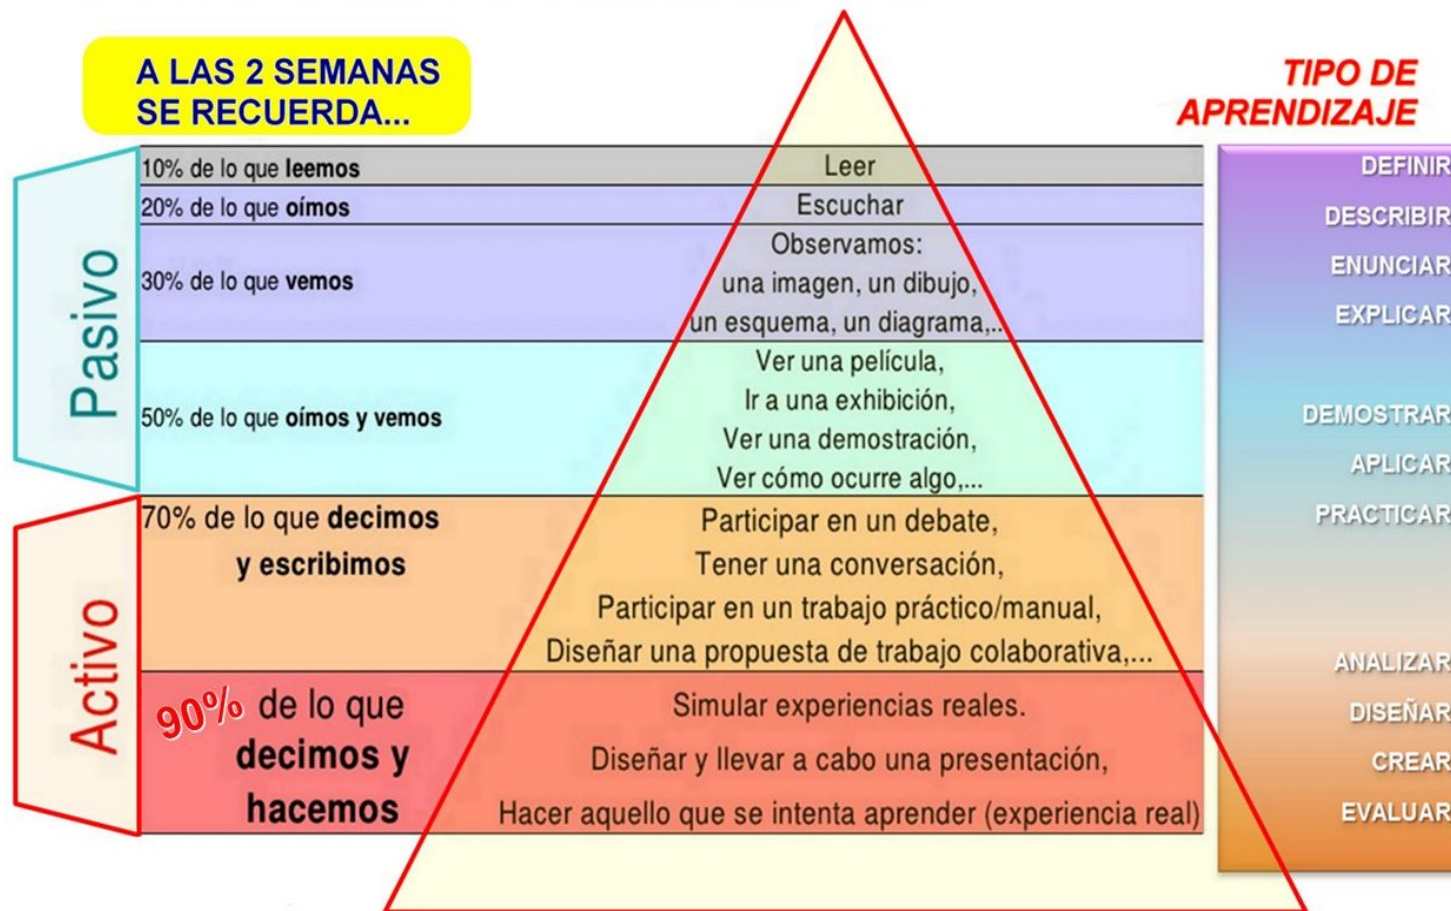 A LAS 2 SEMANAS
SE RECUERDA...
TIPO DE
APRENDIZAJE
Pasivo
10% de lo que leemos
Leer
20% de lo que oímos
Escuchar
30% de lo que vemos
Observamos:
una imagen, un dibujo,
un esquema, un diagrama,..
50% de lo que oímos y vemos
Ver una película,
Ir a una exhibición,
Ver una demostración,
Ver cómo ocurre algo,...
Activo
70% de lo que decimos
y escribimos
Participar en un debate,
Tener una conversación,
Participar en un trabajo práctico/manual,
Diseñar una propuesta de trabajo colaborativa,...
90% de lo que
decimos y
hacemos
Simular experiencias reales.
Diseñar y llevar a cabo una presentación,
Hacer aquello que se intenta aprender (experiencia real)
DEFINIR
DESCRIBIR
ENUNCIAR
EXPLICAR
DEMOSTRAR
APLICAR
PRACTICAR
ANALIZAR
DISEÑAR
CREAR
EVALUAR